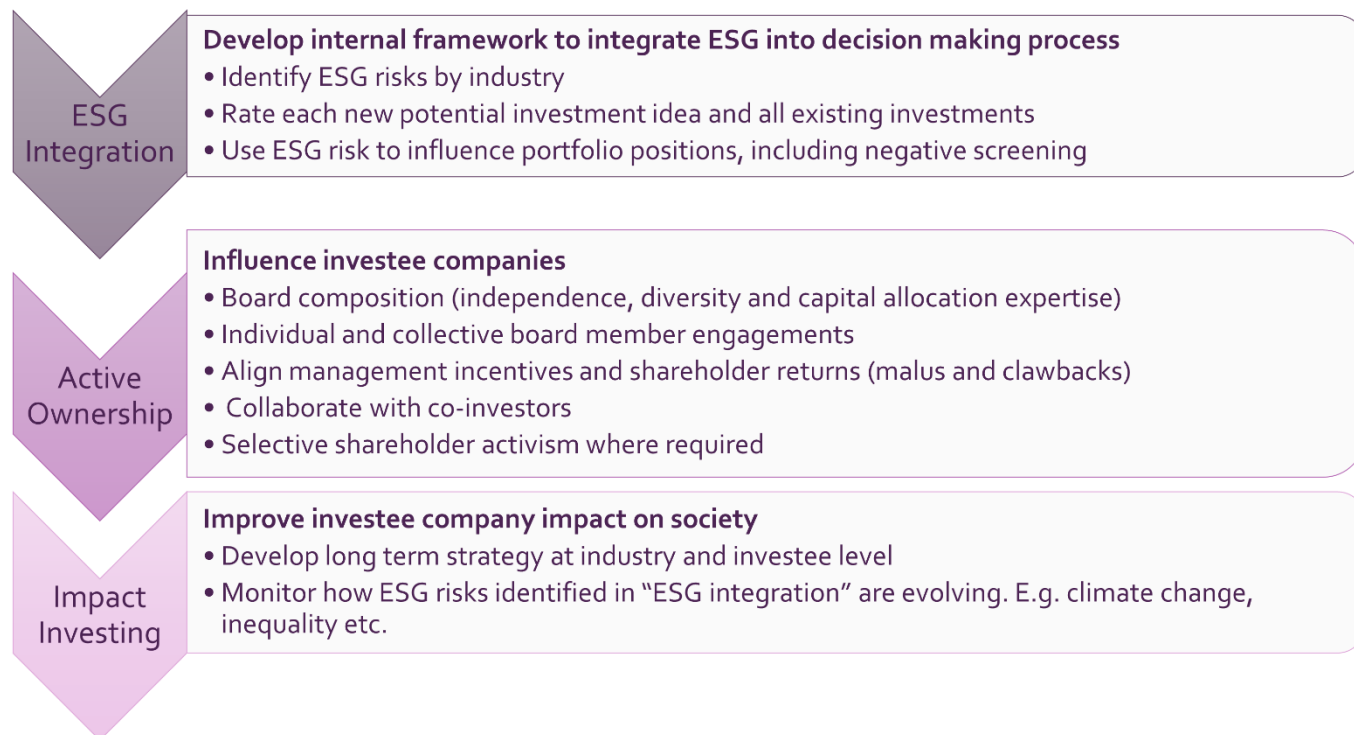 ESG
Integration
Develop internal framework to integrate ESG into decision making process
• Identify ESG risks by industry
• Rate each new potential investment idea and all existing investments
• Use ESG risk to influence portfolio positions, including negative screening
Active
Ownership
Influence investee companies
• Board composition (independence, diversity and capital allocation expertise)
• Individual and collective board member engagements
• Align management incentives and shareholder returns (malus and clawbacks)
• Collaborate with co-investors
• Selective shareholder activism where required
Impact
Investing
Improve investee company impact on society
• Develop long term strategy at industry and investee level
• Monitor how ESG risks identified in “ESG integration” are evolving. E.g. climate change,
inequality etc.